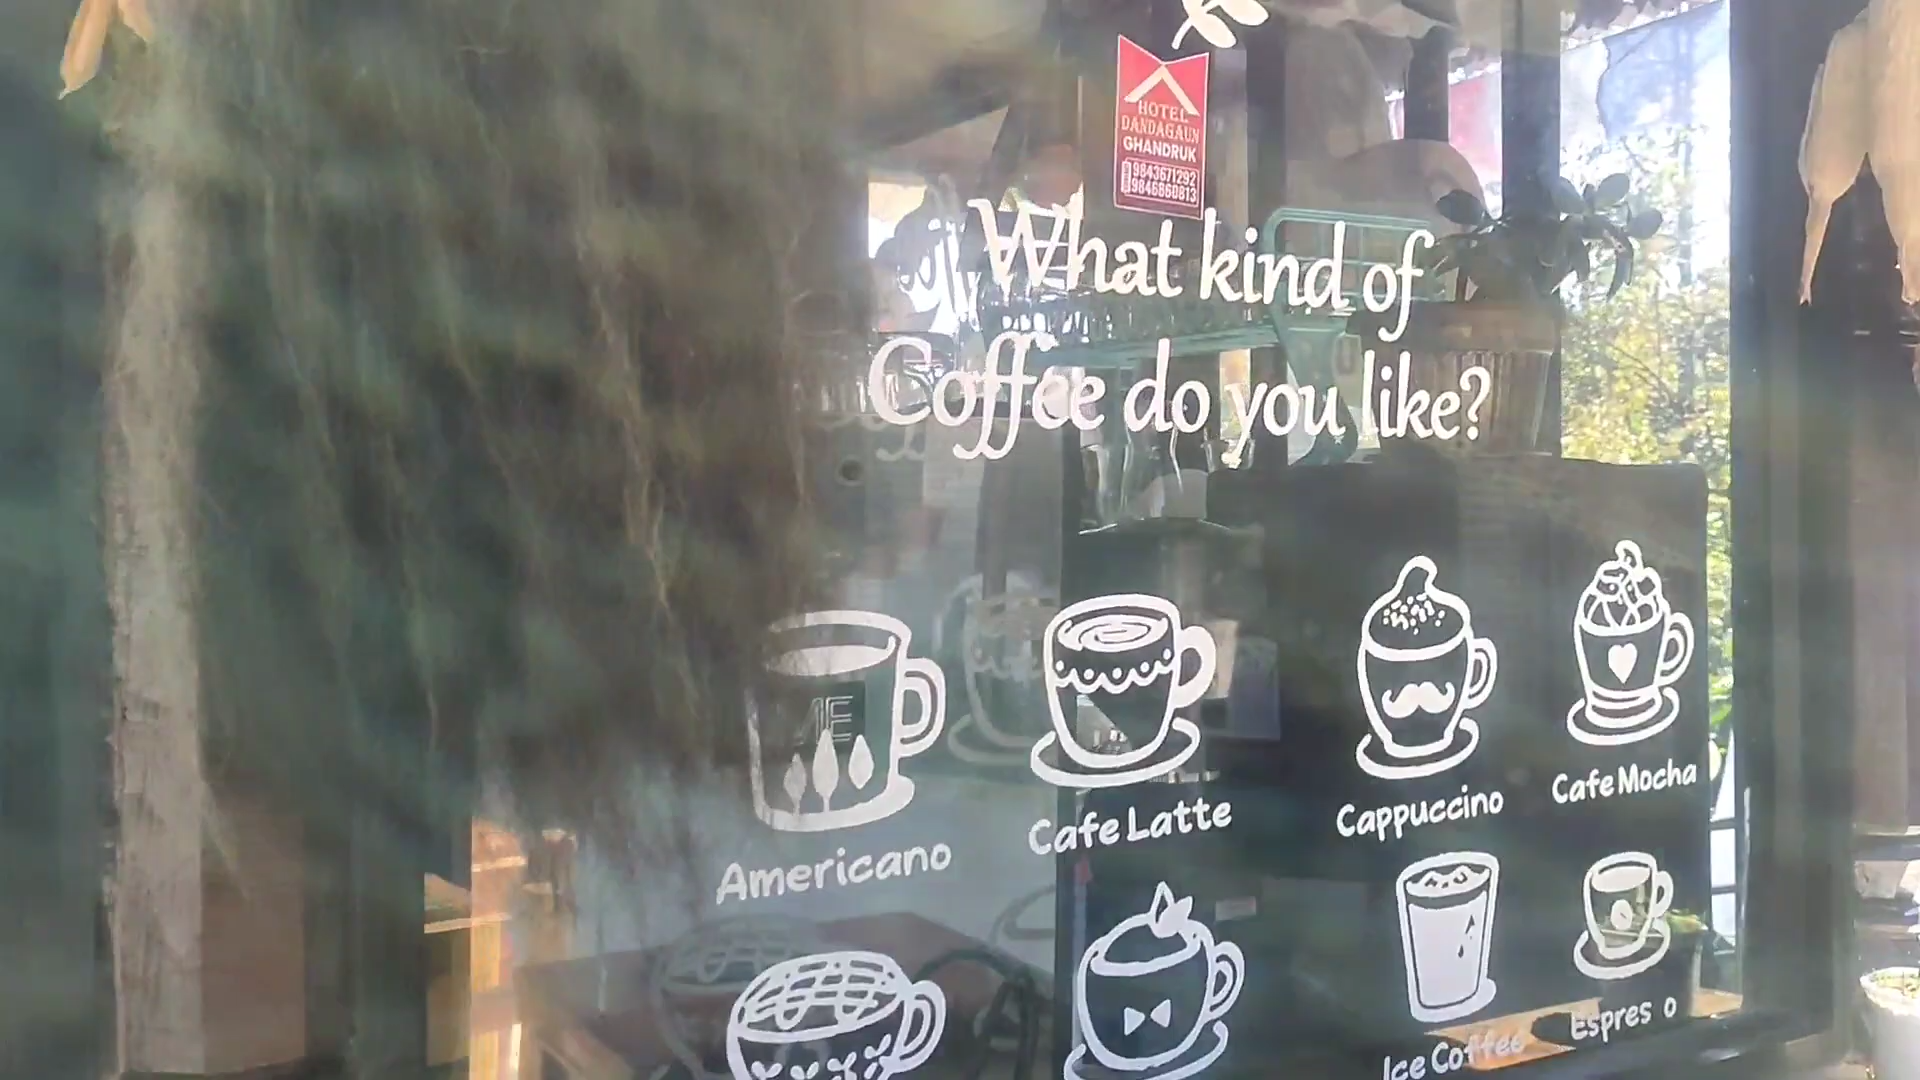 HOTEL
DANDAGAUN
GHANDRUK
9843671292
9846860813
What kind of
Coffee do you like?
Americano
Cafe Latte
Cappuccino
Cafe Mocha
Ice Coffee
Espres o